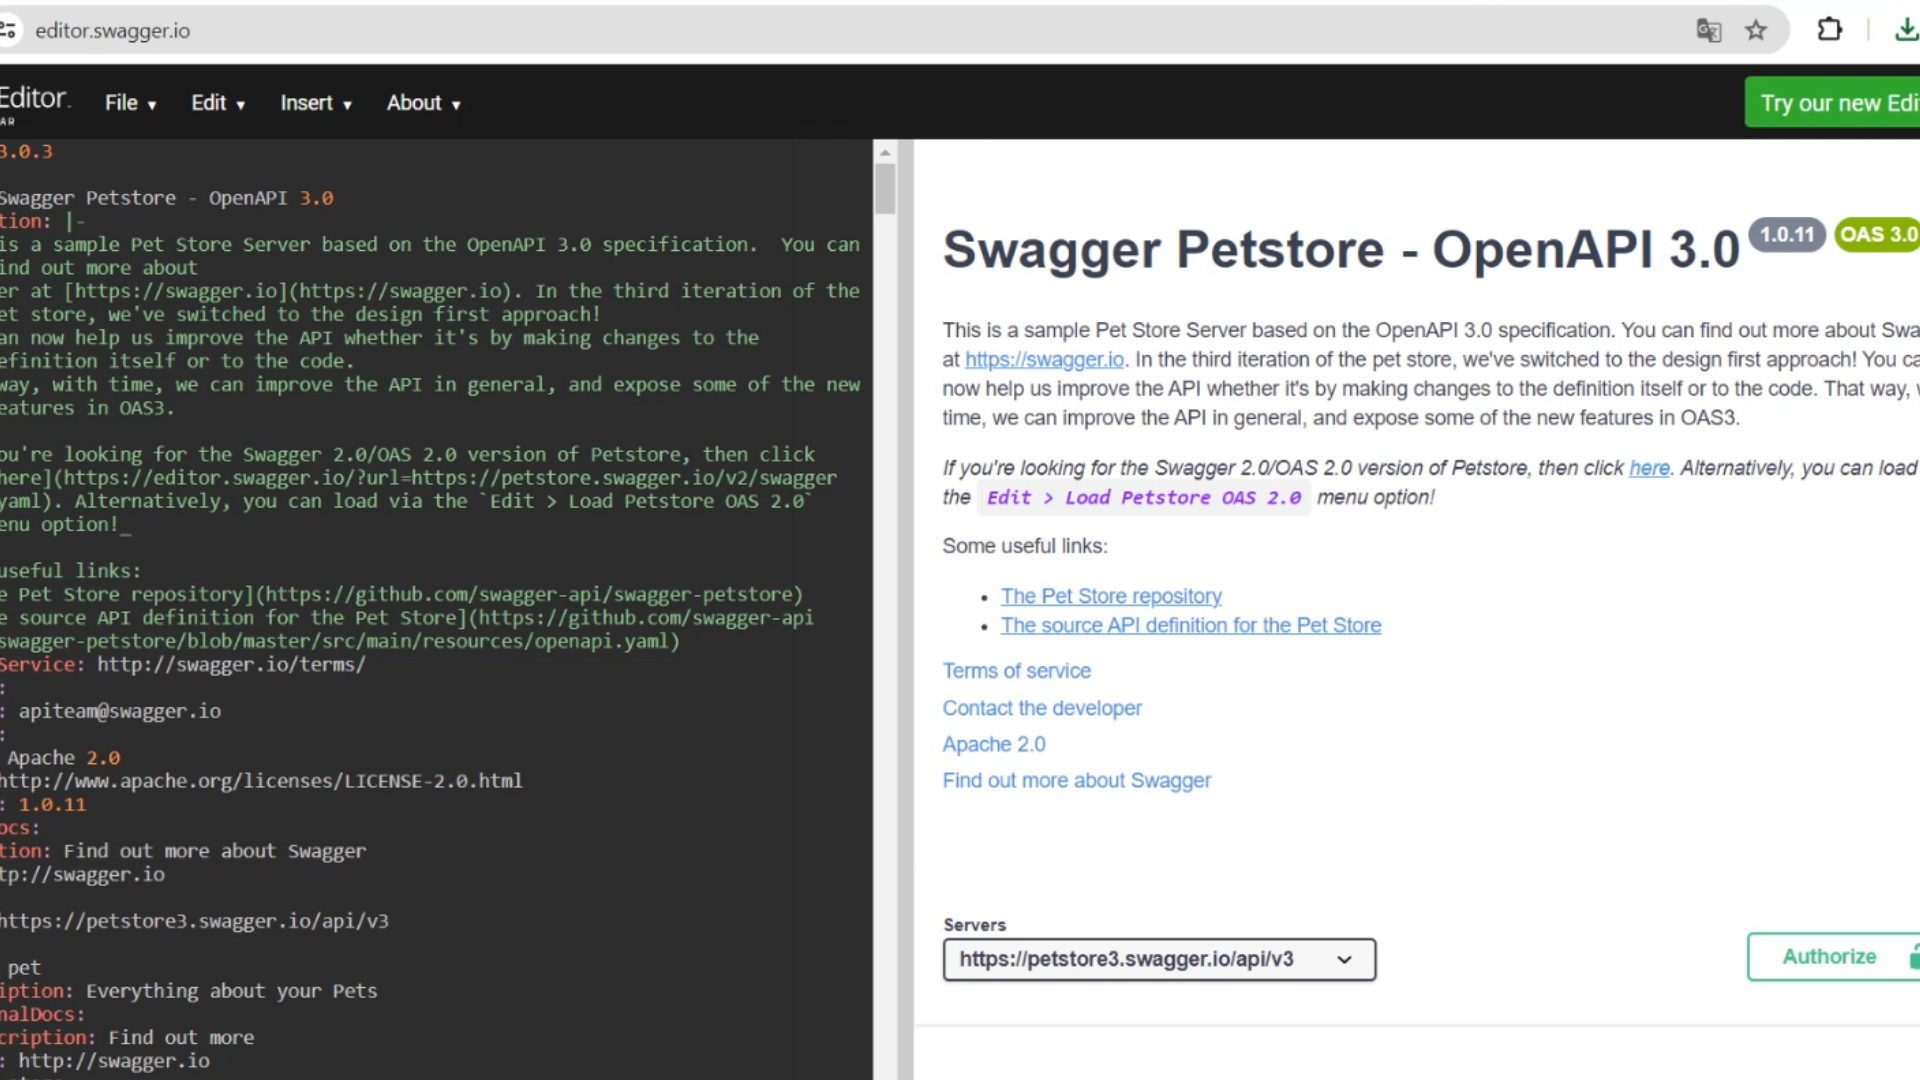 editor.swagger.io
Editor.
AR
File ▾
Edit ▾
Insert ▾
About ▾
Try our new Edi
3.0.3
Swagger Petstore - OpenAPI 3.0
tion: |-
is a sample Pet Store Server based on the OpenAPI 3.0 specification.  You can
ind out more about
er at [https://swagger.io](https://swagger.io). In the third iteration of the
et store, we've switched to the design first approach!
an now help us improve the API whether it's by making changes to the
efinition itself or to the code.
way, with time, we can improve the API in general, and expose some of the new
eatures in OAS3.
ou're looking for the Swagger 2.0/OAS 2.0 version of Petstore, then click
here](https://editor.swagger.io/?url=https://petstore.swagger.io/v2/swagger
yaml). Alternatively, you can load via the `Edit > Load Petstore OAS 2.0`
enu option!_
useful links:
e Pet Store repository](https://github.com/swagger-api/swagger-petstore)
e source API definition for the Pet Store](https://github.com/swagger-api
swagger-petstore/blob/master/src/main/resources/openapi.yaml)
Service: http://swagger.io/terms/
:
: apiteam@swagger.io
:
Apache 2.0
http://www.apache.org/licenses/LICENSE-2.0.html
: 1.0.11
ocs:
tion: Find out more about Swagger
tp://swagger.io
https://petstore3.swagger.io/api/v3
pet
iption: Everything about your Pets
nalDocs:
cription: Find out more
: http://swagger.io
Swagger Petstore - OpenAPI 3.0 1.0.11 OAS 3.0
This is a sample Pet Store Server based on the OpenAPI 3.0 specification. You can find out more about Swa
at https://swagger.io. In the third iteration of the pet store, we've switched to the design first approach! You ca
now help us improve the API whether it's by making changes to the definition itself or to the code. That way, w
time, we can improve the API in general, and expose some of the new features in OAS3.
If you're looking for the Swagger 2.0/OAS 2.0 version of Petstore, then click here. Alternatively, you can load
the Edit > Load Petstore OAS 2.0 menu option!
Some useful links:
• The Pet Store repository
• The source API definition for the Pet Store
Terms of service
Contact the developer
Apache 2.0
Find out more about Swagger
Servers
https://petstore3.swagger.io/api/v3
Authorize